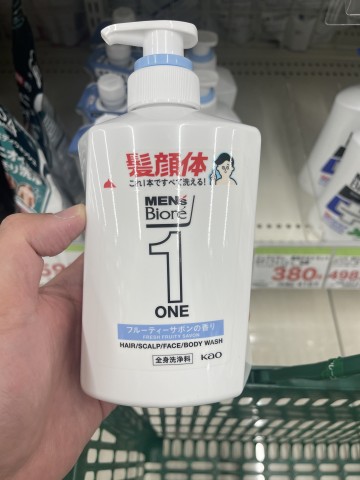 髪顔体
これ1本ですべて洗える!
MEN's
Bioré
1
ONE
フルーティーサボンの香り
FRESH FRUITY SAVON
HAIR/SCALP/FACE/BODY WASH
全身洗浄料
Kao
380
498